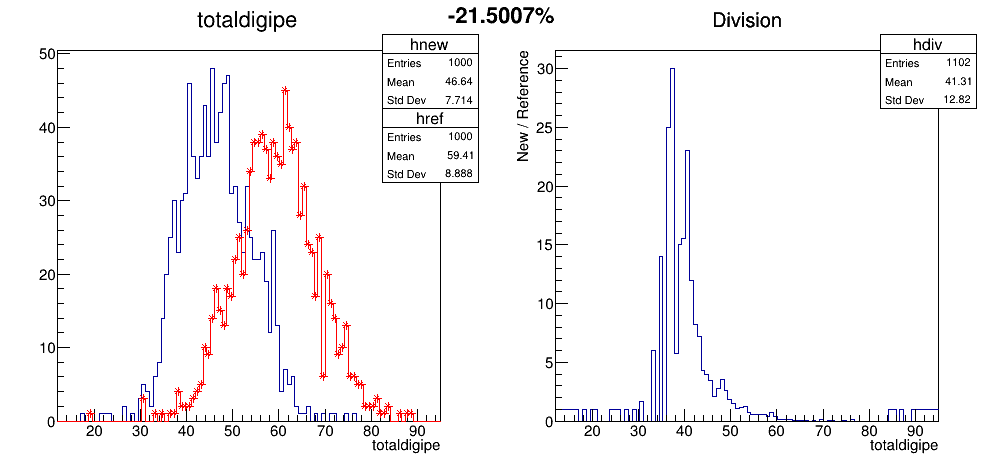 -21.5007%
totaldigipe
hnew
Entries 1000
Mean 46.64
Std Dev 7.714
href
Entries 1000
Mean 59.41
Std Dev 8.888
50
40
30
20
10
0
20 30 40 50 60 70 80 90
totaldigipe
Division
hdiv
Entries 1102
Mean 41.31
Std Dev 12.82
New / Reference
30
25
20
15
10
5
0
20 30 40 50 60 70 80 90
totaldigipe